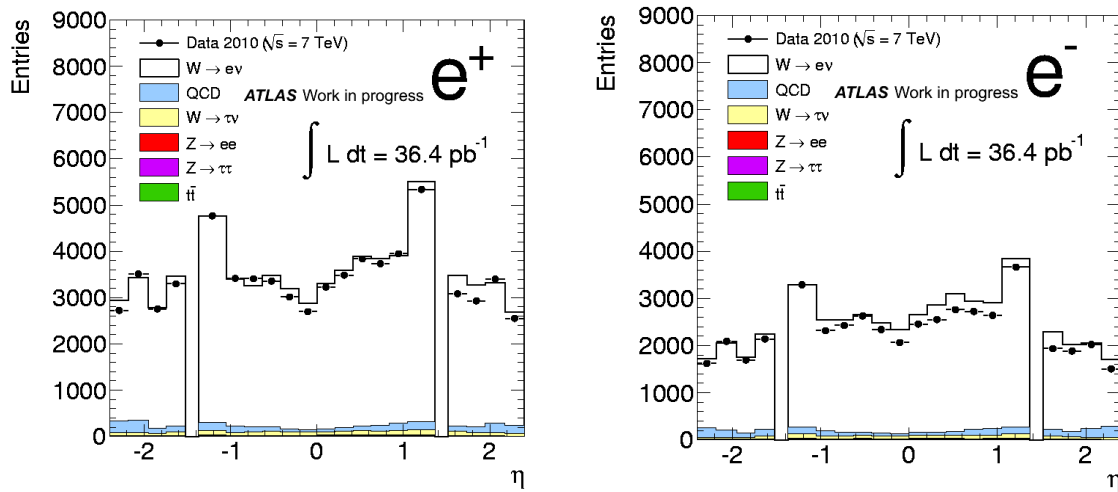 Entries
9000
8000
7000
6000
5000
4000
3000
2000
1000
0
Data 2010 (√s = 7 TeV)
W → eν
QCD
W → τν
Z → ee
Z → ττ
tt̄
e⁺
ATLAS Work in progress
∫ L dt = 36.4 pb⁻¹
-2 -1 0 1 2
η
Entries
9000
8000
7000
6000
5000
4000
3000
2000
1000
0
Data 2010 (√s = 7 TeV)
W → eν
QCD
W → τν
Z → ee
Z → ττ
tt̄
e⁻
ATLAS Work in progress
∫ L dt = 36.4 pb⁻¹
-2 -1 0 1 2
η